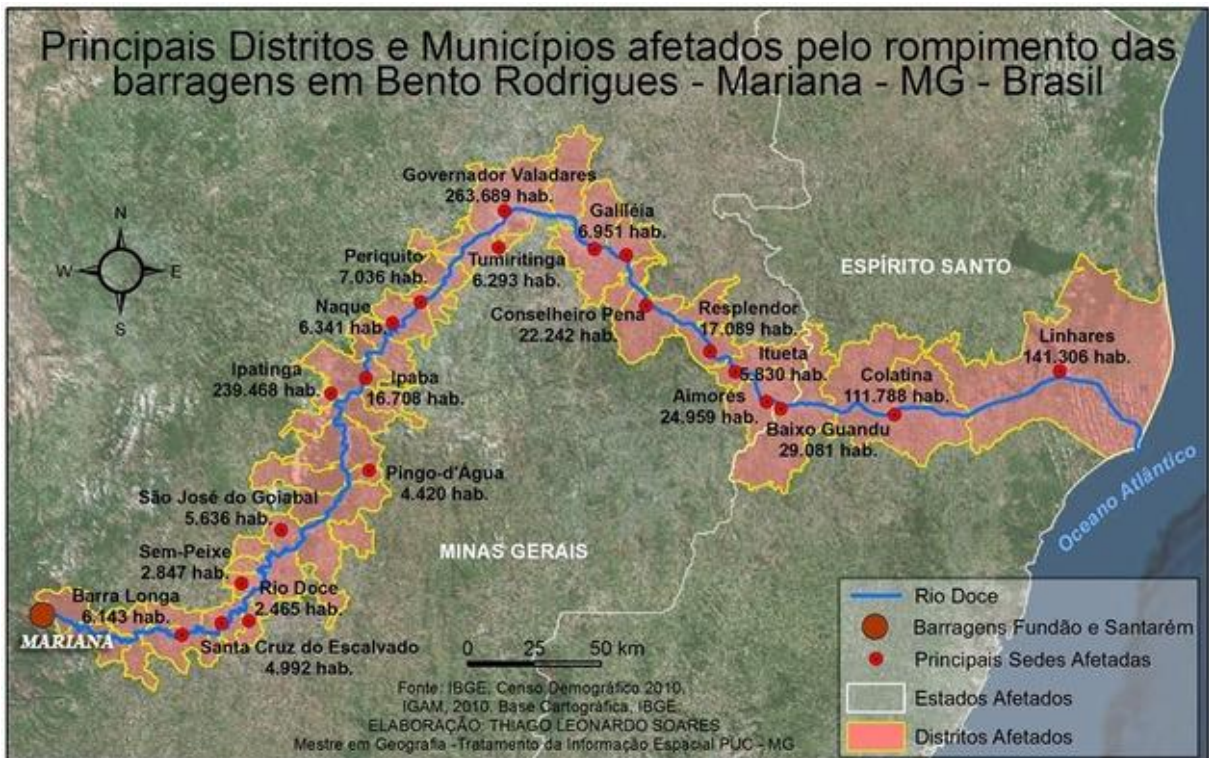 Principais Distritos e Municípios afetados pelo rompimento das
barragens em Bento Rodrigues - Mariana - MG - Brasil
N
W
E
S
Governador Valadares
263.689 hab.
Galiléia
6.951 hab.
Periquito
7.036 hab.
Tumiritinga
6.293 hab.
ESPÍRITO SANTO
Naque
6.341 hab.
Conselheiro Pena
22.242 hab.
Resplendor
17.089 hab.
Linhares
141.306 hab.
Itueta
5.830 hab.
Ipatinga
239.468 hab.
Ipaba
16.708 hab.
Colatina
111.788 hab.
Aimorés
24.959 hab.
Baixo Guandu
29.081 hab.
Pingo-d'Água
4.420 hab.
Oceano Atlântico
São José do Goiabal
5.636 hab.
MINAS GERAIS
Sem-Peixe
2.847 hab.
Rio Doce
2.465 hab.
Barra Longa
6.143 hab.
MARIANA
Santa Cruz do Escalvado
4.992 hab.
0 25 50 km
Fonte: IBGE, Censo Demográfico 2010.
IGAM, 2010. Base Cartográfica, IBGE.
ELABORAÇÃO: THIAGO LEONARDO SOARES
Mestre em Geografia -Tratamento da Informação Espacial PUC - MG
Rio Doce
Barragens Fundão e Santarém
Principais Sedes Afetadas
Estados Afetados
Distritos Afetados